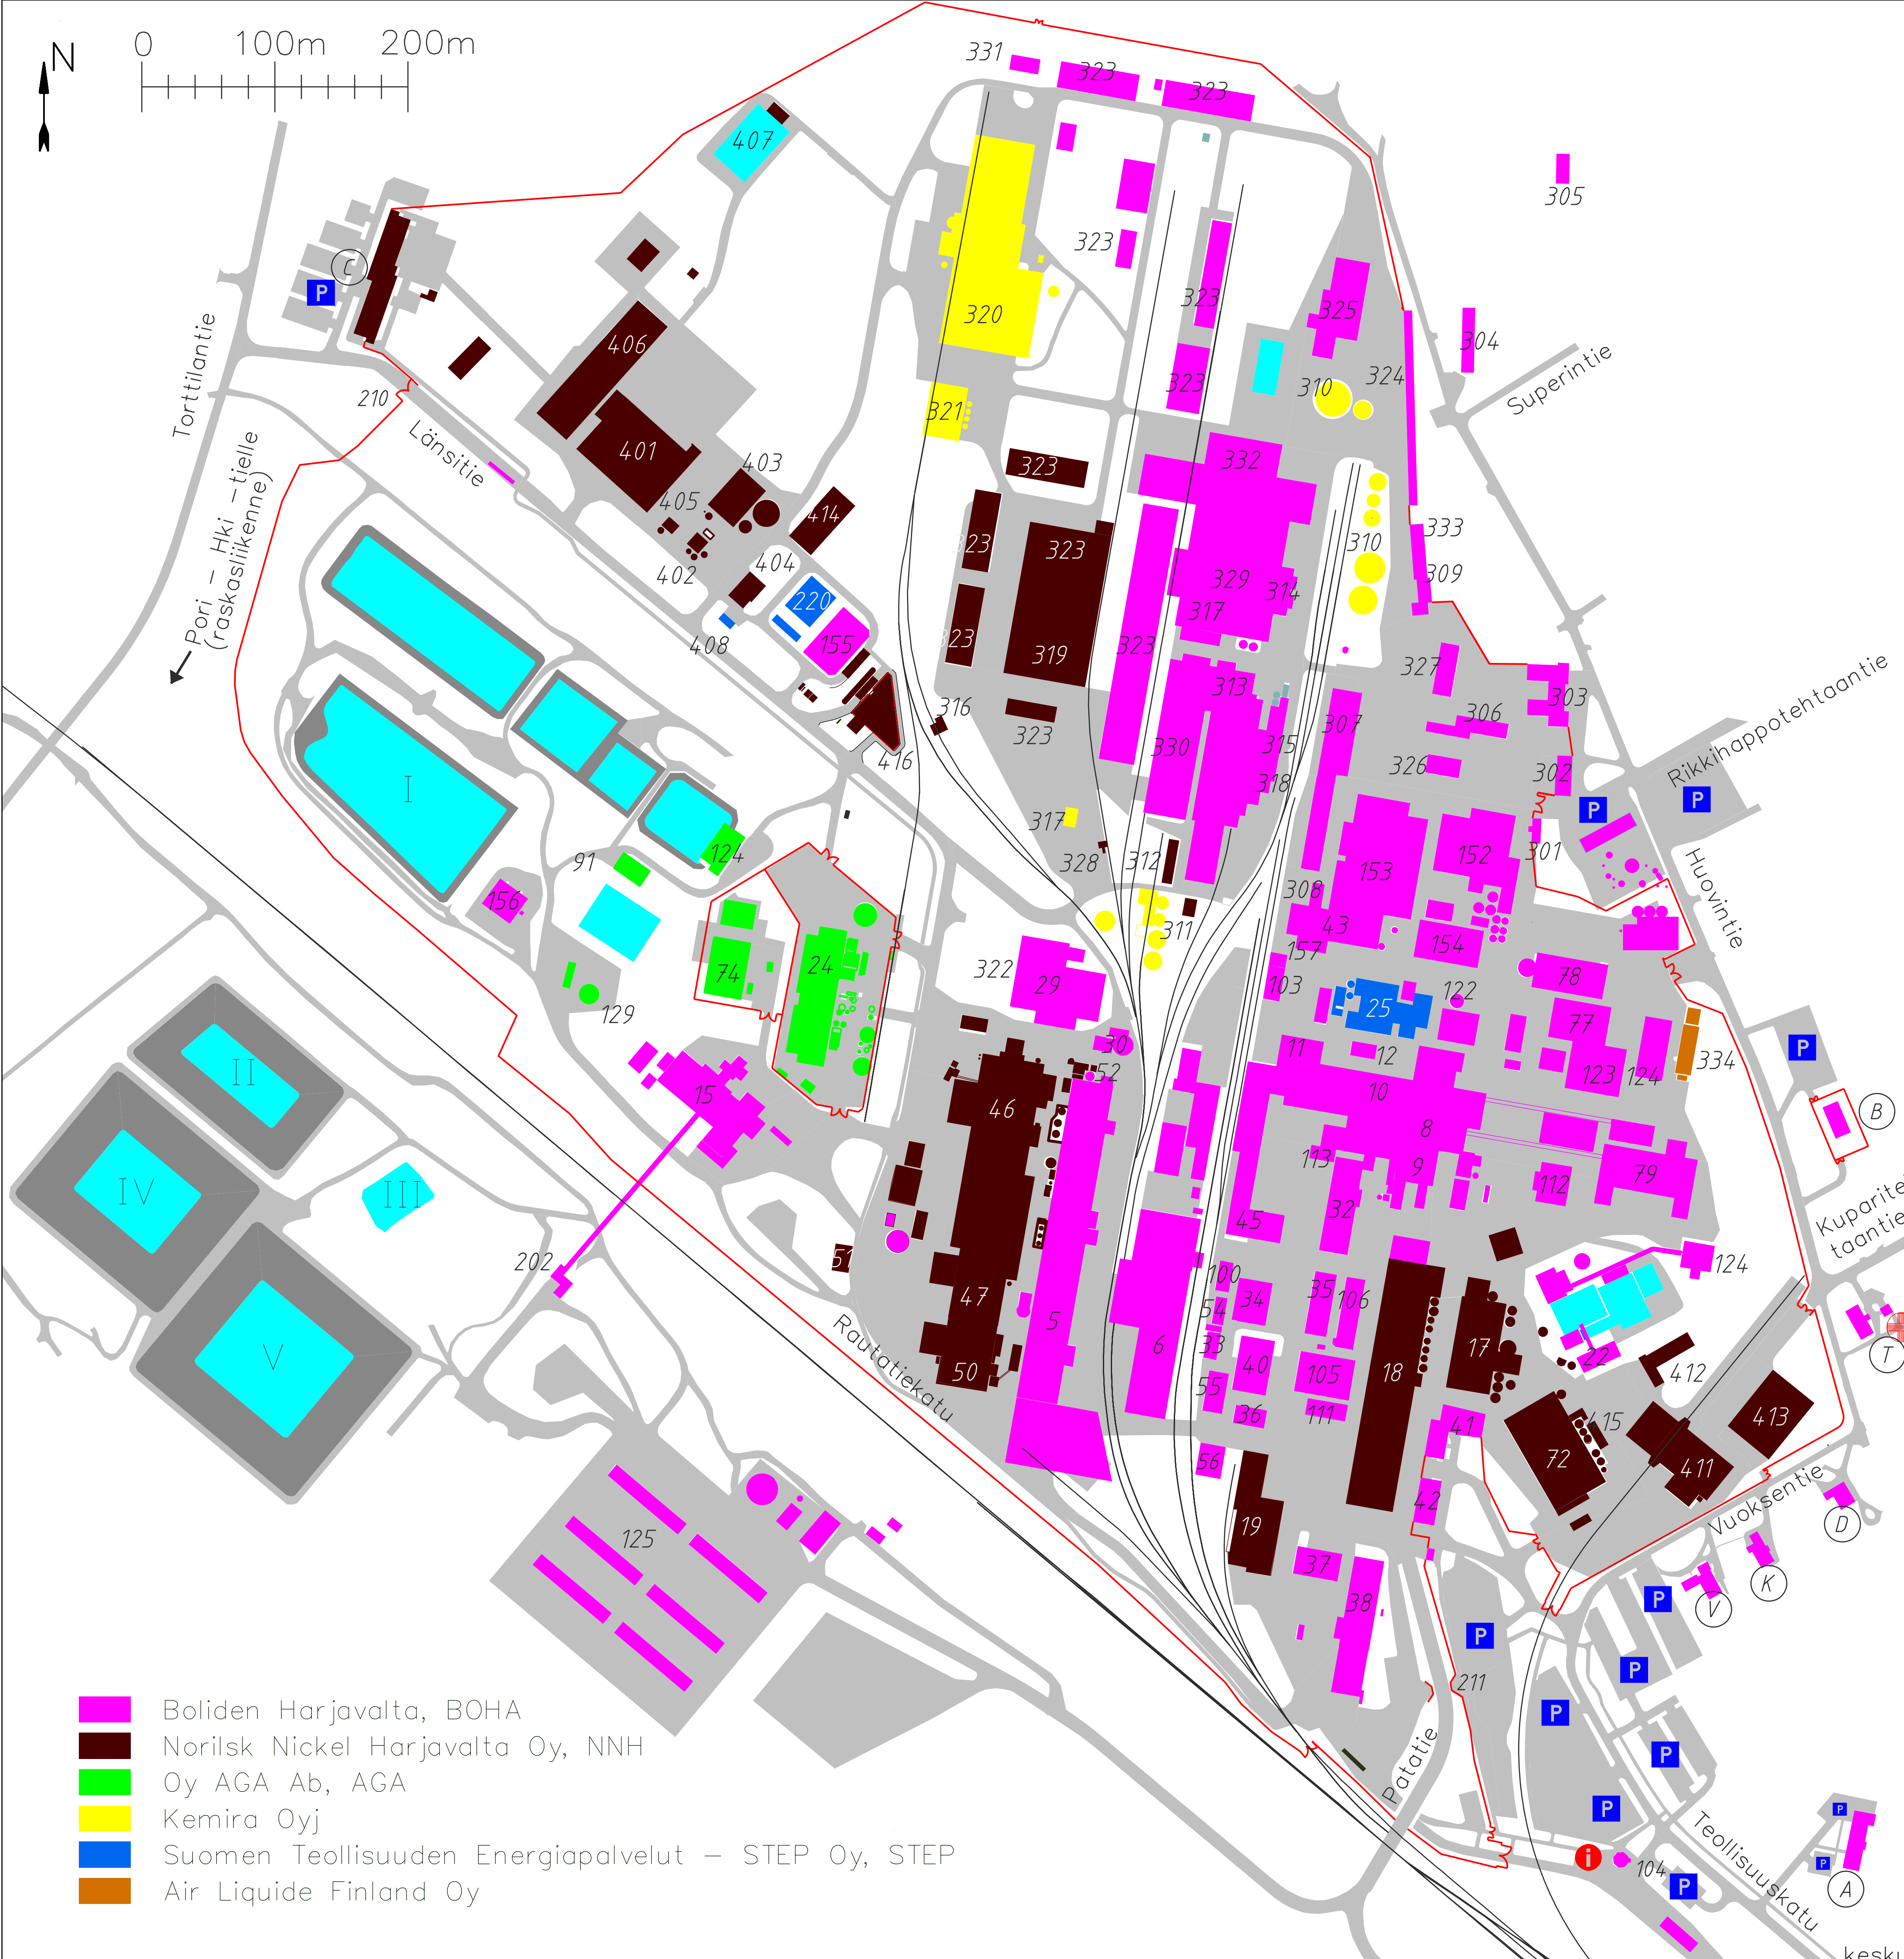 N
0 100m 200m
331
323
323
407
305
323
C
P
320
323
325
406
304
310
324
323
Superintie
Torttilantie
210
321
401
Länsitie
403
332
323
405
414
Pori - Hki -tielle
(raskasliikenne)
323
323
310
333
402
404
329
314
309
220
317
408
155
323
319
323
327
313
303
316
306
307
323
330
315
416
326
318
302
Rikkihappotehtaantie
I
P
P
317
91
124
328
312
153
152
301
Huovintie
156
308
311
43
154
157
74
24
322
29
103
78
129
122
25
77
30
11
12
334
P
II
52
15
10
123
124
46
8
B
113
9
IV
III
112
79
32
45
Kuparite
taantie
202
51
100
124
35
106
47
54
34
5
33
6
17
T
V
40
22
18
50
105
412
Rautatiekatu
55
36
111
41
415
413
56
72
411
42
Vuoksentie
125
19
D
37
K
38
P
V
P
P
211
P
Patatie
P
Boliden Harjavalta, BOHA
Norilsk Nickel Harjavalta Oy, NNH
Oy AGA Ab, AGA
Kemira Oyj
Suomen Teollisuuden Energiapalvelut – STEP Oy, STEP
Air Liquide Finland Oy
P
P
Teollisuuskatu
i
104
P
P
A
kesku